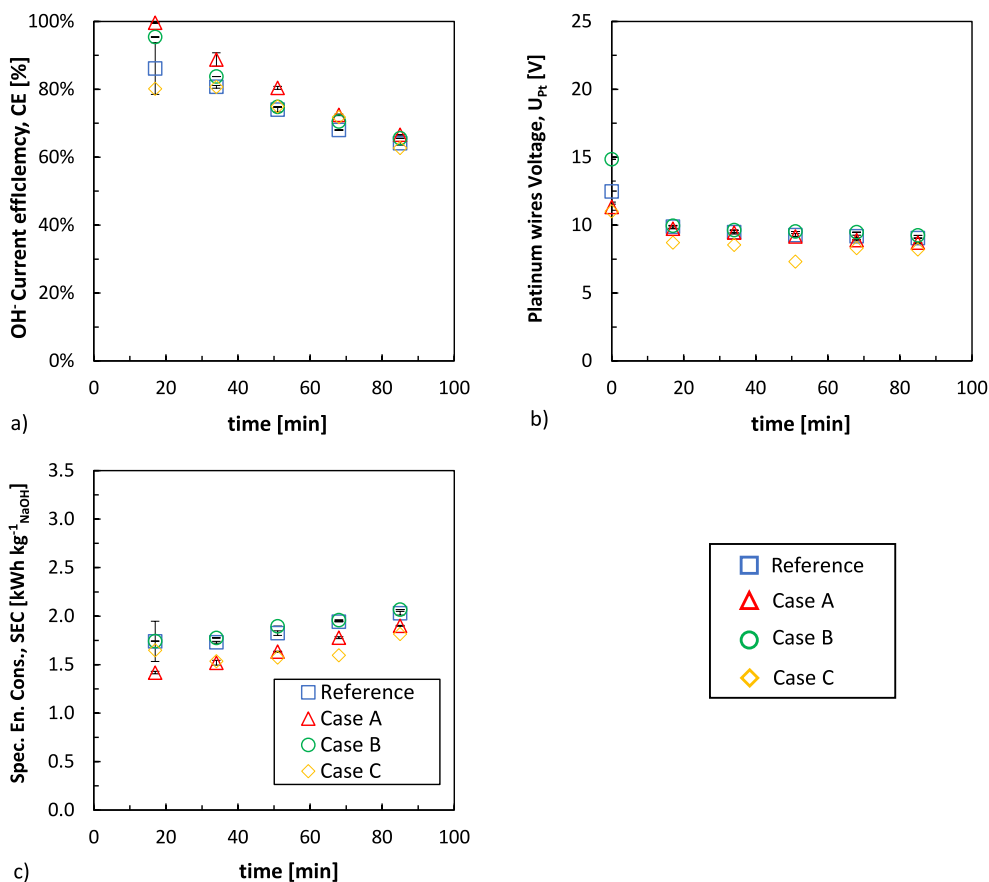 OH⁻ Current efficiemcy, CE [%]
100%
80%
60%
40%
20%
0%
0 20 40 60 80 100
time [min]
a)
Platinum wires Voltage, U_Pt [V]
25
20
15
10
5
0
0 20 40 60 80 100
time [min]
b)
Spec. En. Cons., SEC [kWh kg⁻¹_NaOH]
3.5
3.0
2.5
2.0
1.5
1.0
0.5
0.0
0 20 40 60 80 100
time [min]
c)
Reference
Case A
Case B
Case C
Reference
Case A
Case B
Case C